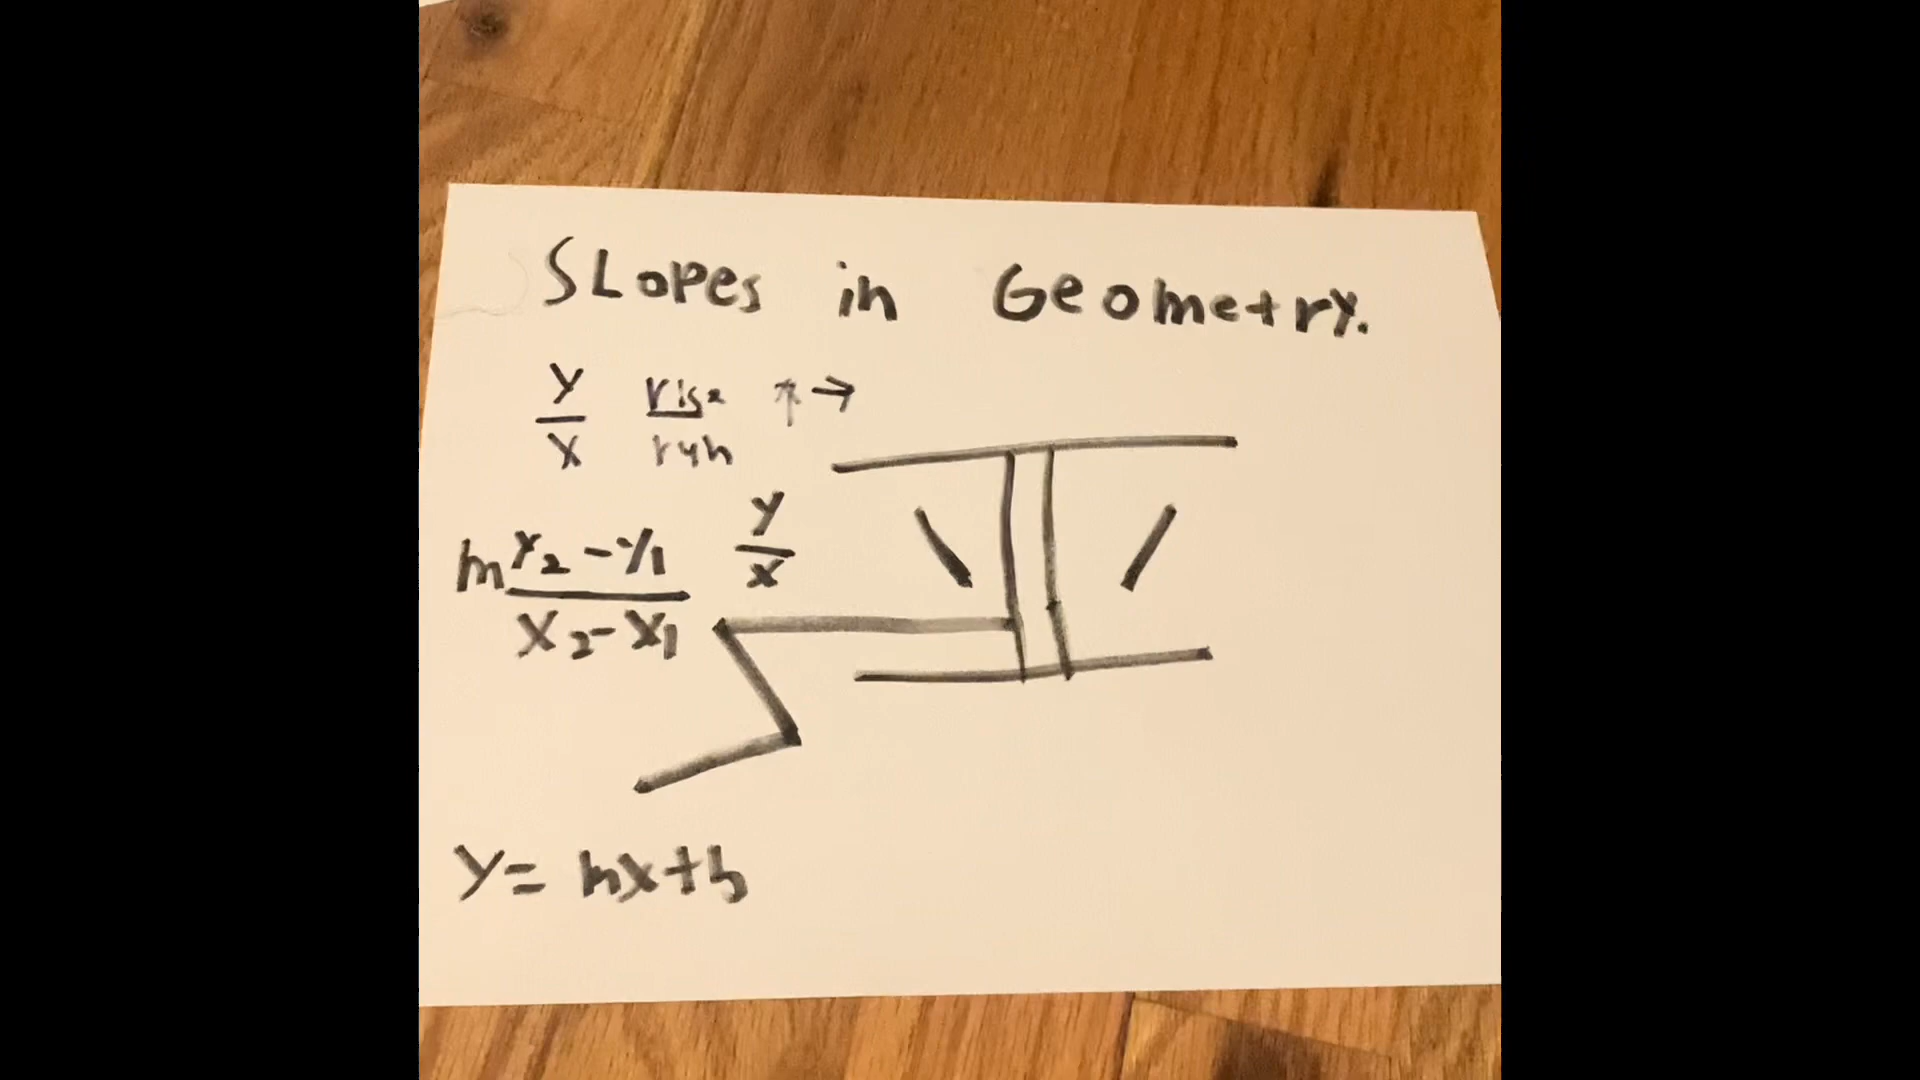 SLopes in Geometry.
y/x rise/run ↑ →
m y₂ - y₁ / x₂ - x₁ y/x
y = mx + b